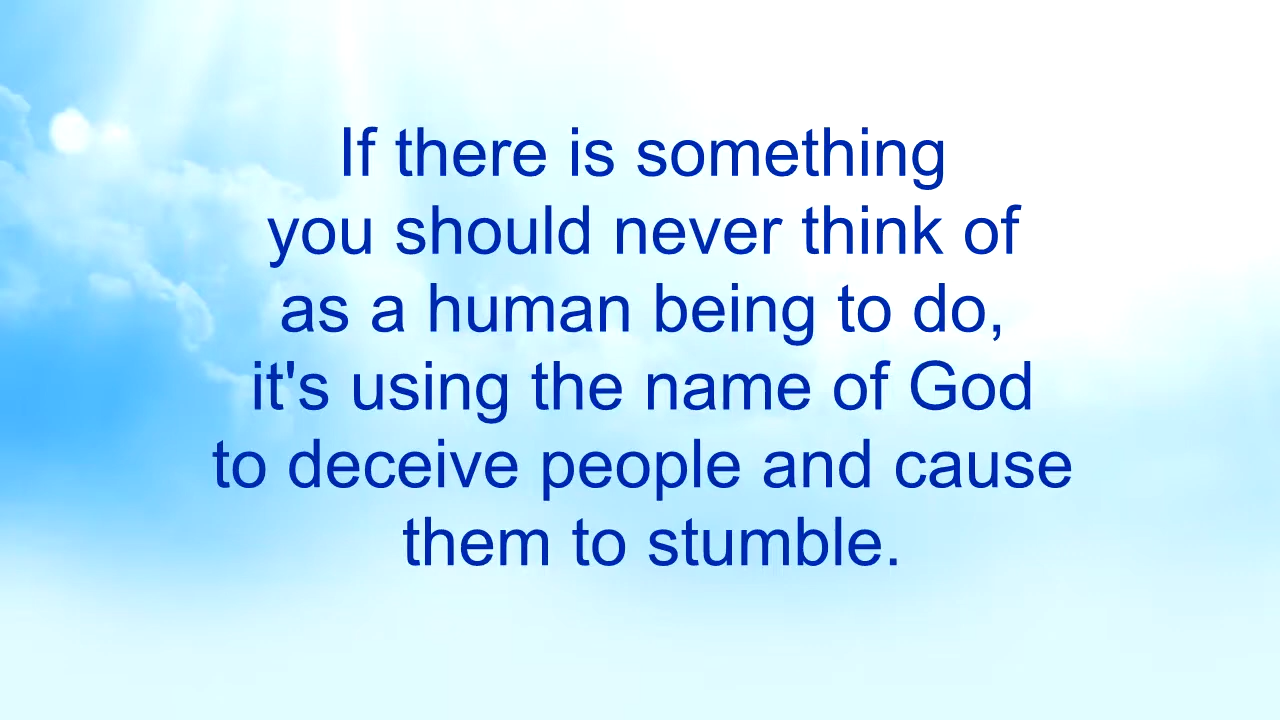 If there is something
you should never think of
as a human being to do,
it's using the name of God
to deceive people and cause
them to stumble.